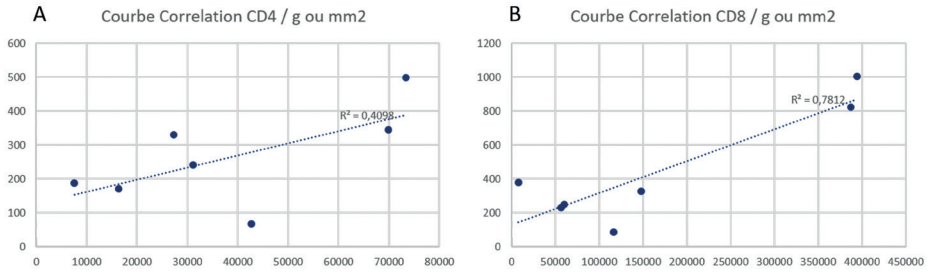 A
Courbe Correlation CD4 / g ou mm2
600
500
400
300
200
100
0
R² = 0,4098
0 10000 20000 30000 40000 50000 60000 70000 80000
B
Courbe Correlation CD8 / g ou mm2
1200
1000
800
600
400
200
0
R² = 0,7812
0 50000 100000 150000 200000 250000 300000 350000 400000 450000